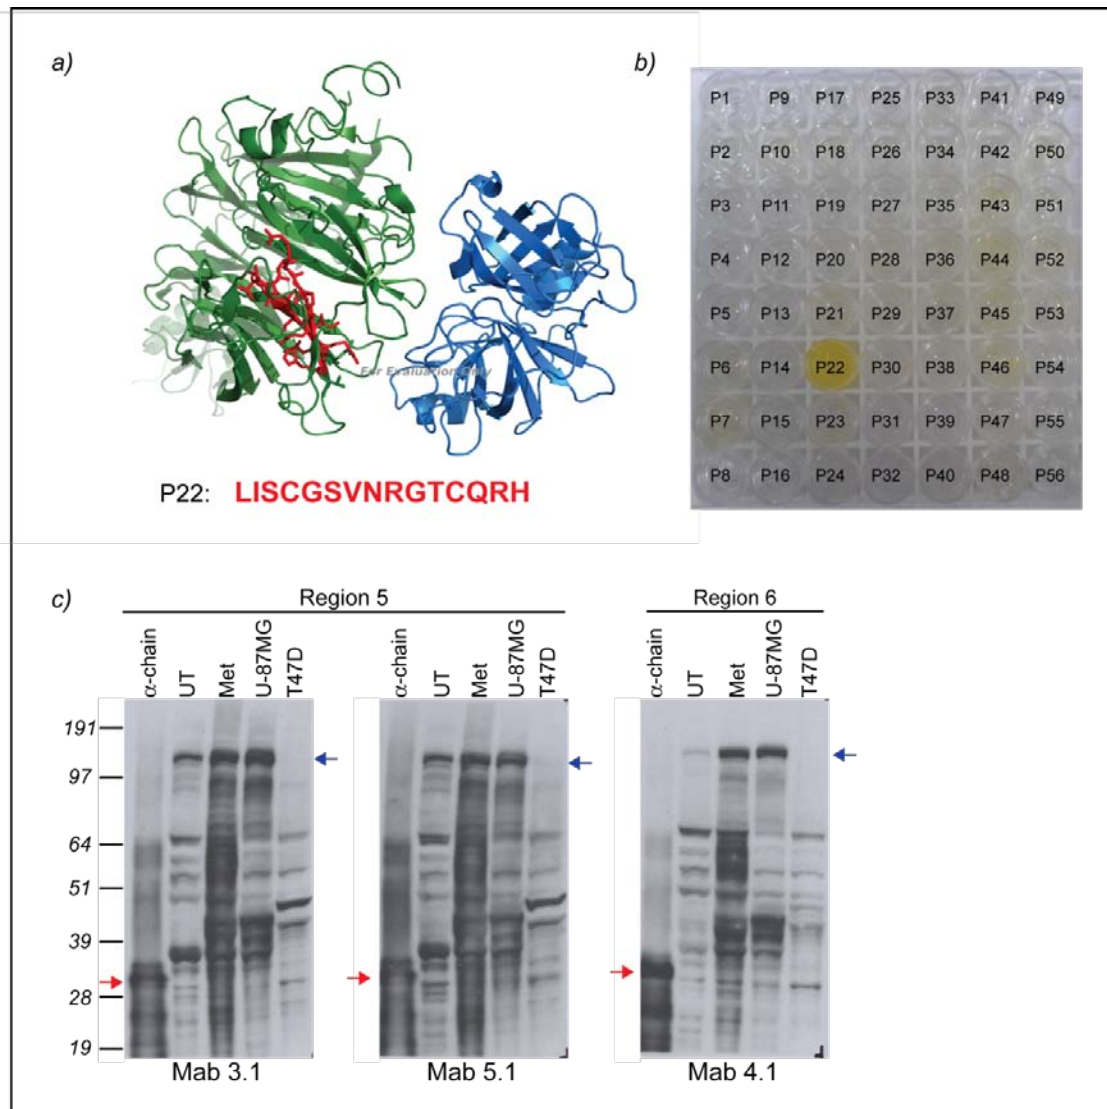 a)
For Evaluation Only
P22: LISCGSVNRGTCQRH
b)
P1 P9 P17 P25 P33 P41 P49
P2 P10 P18 P26 P34 P42 P50
P3 P11 P19 P27 P35 P43 P51
P4 P12 P20 P28 P36 P44 P52
P5 P13 P21 P29 P37 P45 P53
P6 P14 P22 P30 P38 P46 P54
P7 P15 P23 P31 P39 P47 P55
P8 P16 P24 P32 P40 P48 P56
c)
Region 5
Region 6
α-chain UT Met U-87MG T47D
α-chain UT Met U-87MG T47D
α-chain UT Met U-87MG T47D
191
97
64
51
39
28
19
Mab 3.1
Mab 5.1
Mab 4.1